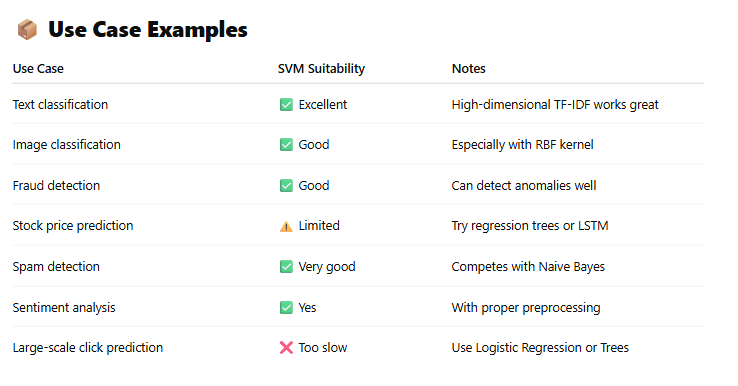 📦 Use Case Examples
Use Case SVM Suitability Notes
Text classification ✅ Excellent High-dimensional TF-IDF works great
Image classification ✅ Good Especially with RBF kernel
Fraud detection ✅ Good Can detect anomalies well
Stock price prediction ⚠️ Limited Try regression trees or LSTM
Spam detection ✅ Very good Competes with Naive Bayes
Sentiment analysis ✅ Yes With proper preprocessing
Large-scale click prediction ❌ Too slow Use Logistic Regression or Trees